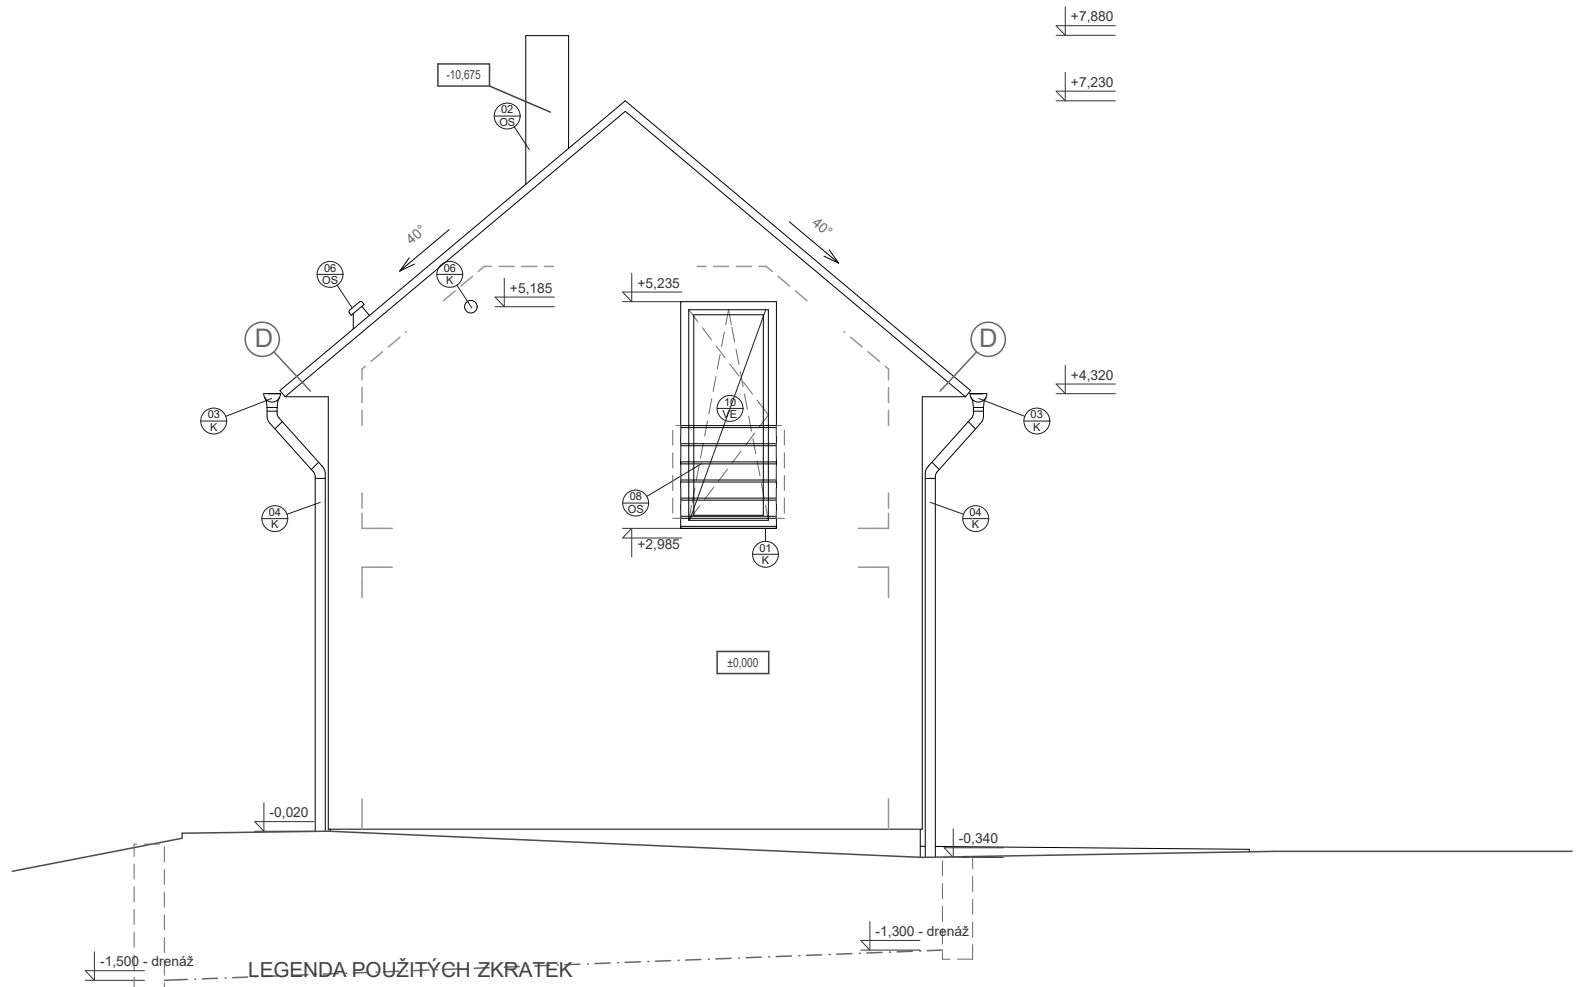 +7,880
-10,675
+7,230
02
OS
40°
40°
06
OS
06
K
+5,185
+5,235
D
D
+4,320
10
VE
03
K
03
K
08
OS
04
K
04
K
+2,985
01
K
±0,000
-0,020
-0,340
-1,300 - drenáž
-1,500 - drenáž
LEGENDA POUŽITÝCH ZKRATEK